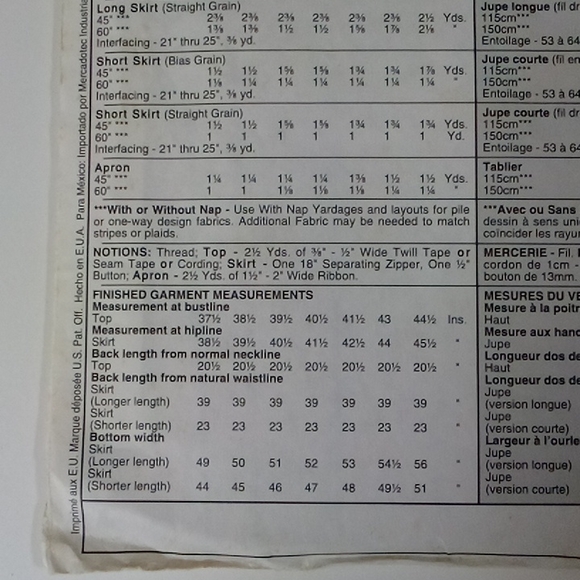 Long Skirt (Straight Grain)
45" *** 2⅜ 2⅜ 2⅜ 2⅜ 2⅜ 2⅜ 2½ Yds.
60" *** 1⅜ 1⅜ 1½ 1½ 1⅝ 1⅞ 2⅛ "
Interfacing - 21" thru 25", ⅜ yd.
Short Skirt (Bias Grain)
45" *** 1½ 1½ 1⅝ 1⅝ 1¾ 1¾ 1⅞ Yds.
60" *** 1⅛ 1¼ 1¼ 1¼ 1¼ 1¼ 1¼ "
Interfacing - 21" thru 25", ⅜ yd.
Short Skirt (Straight Grain)
45" *** 1½ 1½ 1⅝ 1⅝ 1¾ 1¾ 1¾ Yds.
60" *** 1 1 1 1 1 1 1 Yd.
Interfacing - 21" thru 25", ⅜ yd.
Apron
45" *** 1¼ 1¼ 1¼ 1¼ 1⅜ 1½ 1½ Yds.
60" *** 1 1 1⅛ 1⅛ 1⅛ 1¼ 1¼ "
***With or Without Nap - Use With Nap Yardages and layouts for pile
or one-way design fabrics. Additional Fabric may be needed to match
stripes or plaids.
NOTIONS: Thread; Top - 2½ Yds. of ⅜" - ½" Wide Twill Tape or
Seam Tape or Cording; Skirt - One 18" Separating Zipper, One ½"
Button; Apron - 2½ Yds. of 1½" - 2" Wide Ribbon.
FINISHED GARMENT MEASUREMENTS
Measurement at bustline
Top 37½ 38½ 39½ 40½ 41½ 43 44½ Ins.
Measurement at hipline
Skirt 38½ 39½ 40½ 41½ 42½ 44 45½ "
Back length from normal neckline
Top 20½ 20½ 20½ 20½ 20½ 20½ 20½ "
Back length from natural waistline
Skirt
(Longer length) 39 39 39 39 39 39 39 "
Skirt
(Shorter length) 23 23 23 23 23 23 23 "
Bottom width
Skirt
(Longer length) 49 50 51 52 53 54½ 56 "
Skirt
(Shorter length) 44 45 46 47 48 49½ 51 "
Jupe longue (fil dr
115cm***
150cm***
Entoilage - 53 à 64
Jupe courte (fil en
115cm***
150cm***
Entoilage - 53 à 64
Jupe courte (fil dr
115cm***
150cm***
Entoilage - 53 à 64
Tablier
115cm***
150cm***
***Avec ou Sans
dessin à sens uni
coïncider les rayu
MERCERIE - Fil.
cordon de 1cm -
bouton de 13mm.
MESURES DU V
Mesure à la poitr
Haut
Mesure aux hanc
Jupe
Longueur dos de
Haut
Longueur dos de
Jupe
(version longue)
Jupe
(version courte)
Largeur à l'ourle
Jupe
(version longue)
Jupe
(version courte)
Imprimé aux E.U. Marque déposée U.S. Pat. Off. Hecho en E.U.A. Para México: Importado por Mercadotec Industrie